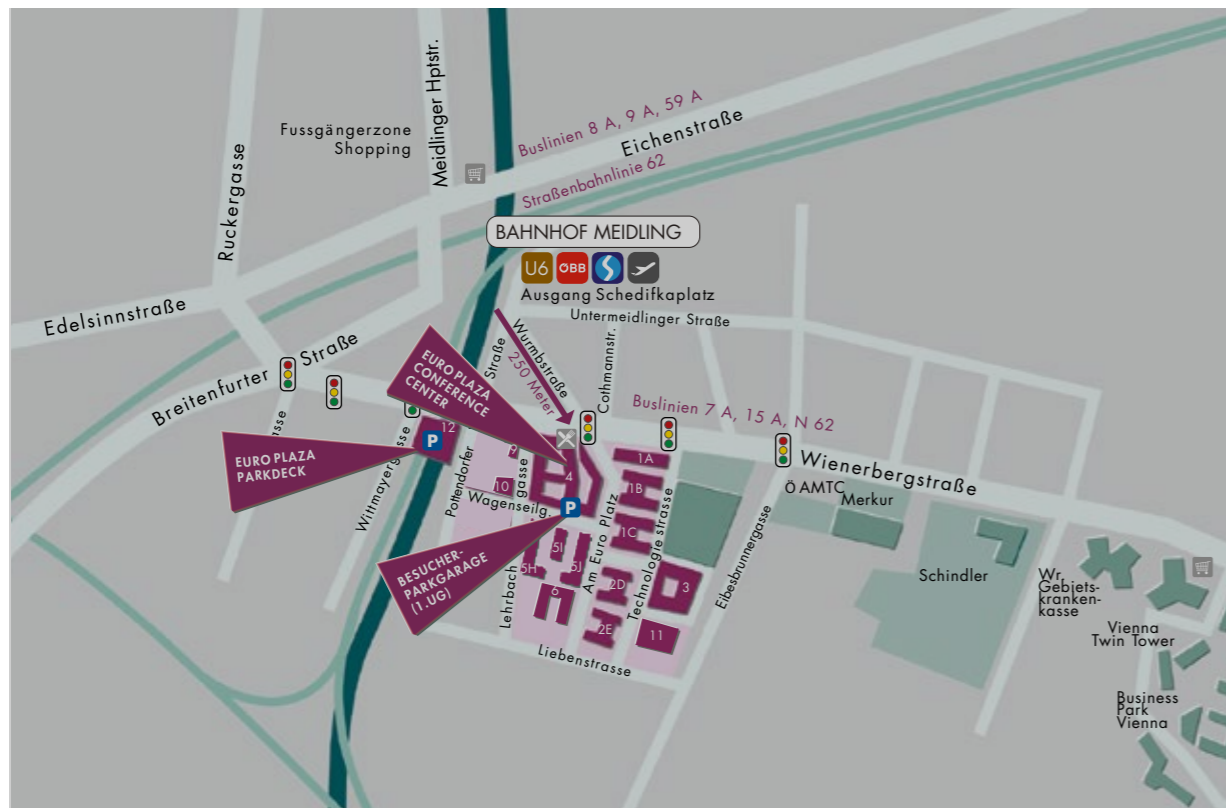 Ruckergasse
Fussgängerzone
Shopping
Meidlinger Hptstr.
Buslinien 8 A, 9 A, 59 A
Eichenstraße
Straßenbahnlinie 62
BAHNHOF MEIDLING
U6
ÖBB
Ausgang Schedifkaplatz
Untermeidlinger Straße
Edelsinnstraße
Breitenfurter Straße
Wurmbstraße
250 Meter
Cothmannstr.
Buslinien 7 A, 15 A, N 62
Wienerbergstraße
EURO PLAZA
CONFERENCE
CENTER
EURO PLAZA
PARKDECK
BESUCHER-
PARKGARAGE
(1.UG)
P
P
12
9
10
4
1A
1B
1C
5I
5H
5J
6
2D
2E
3
11
Wittmayergasse
Pottendorfer Straße
Wagenseilg.
Lehrbach gasse
Am Euro Platz
Technologiestrasse
Eibesbrunnergasse
Liebenstrasse
Ö AMTC
Merkur
Schindler
Wr.
Gebiets-
kranken-
kasse
Vienna
Twin Tower
Business
Park
Vienna